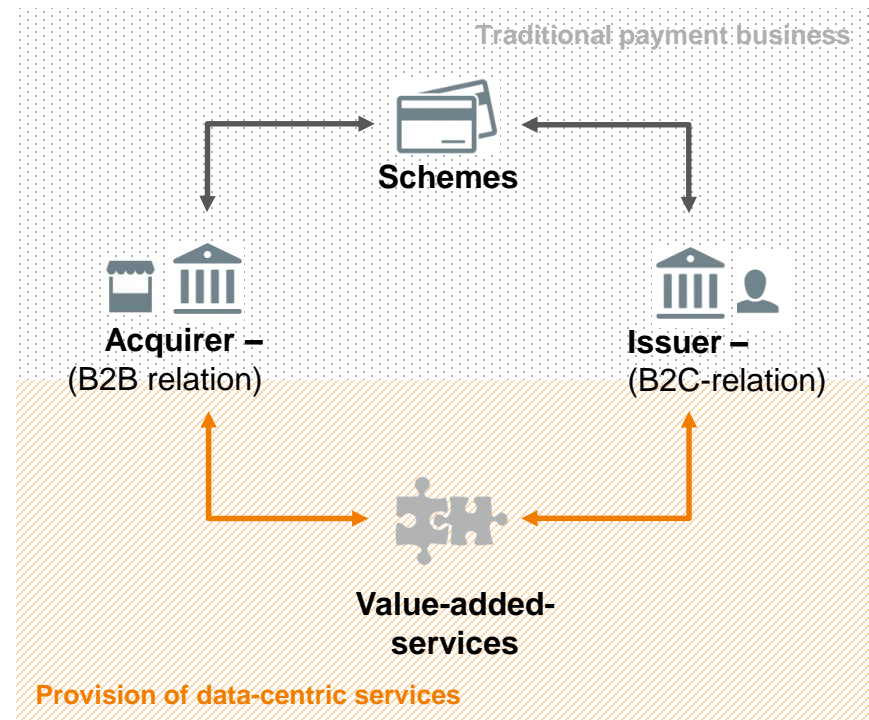 Traditional payment business
Schemes
Acquirer –
(B2B relation)
Issuer –
(B2C-relation)
Value-added-
services
Provision of data-centric services